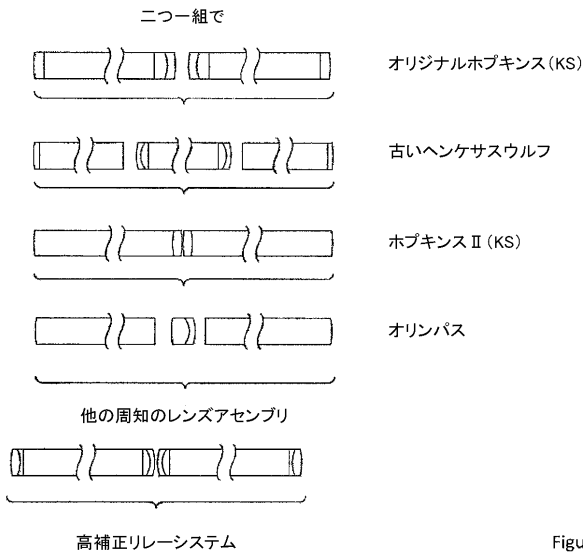 二つ一組で
オリジナルホプキンス(KS)
古いヘンケサスウルフ
ホプキンスⅡ(KS)
オリンパス
他の周知のレンズアセンブリ
高補正リレーシステム
Figu